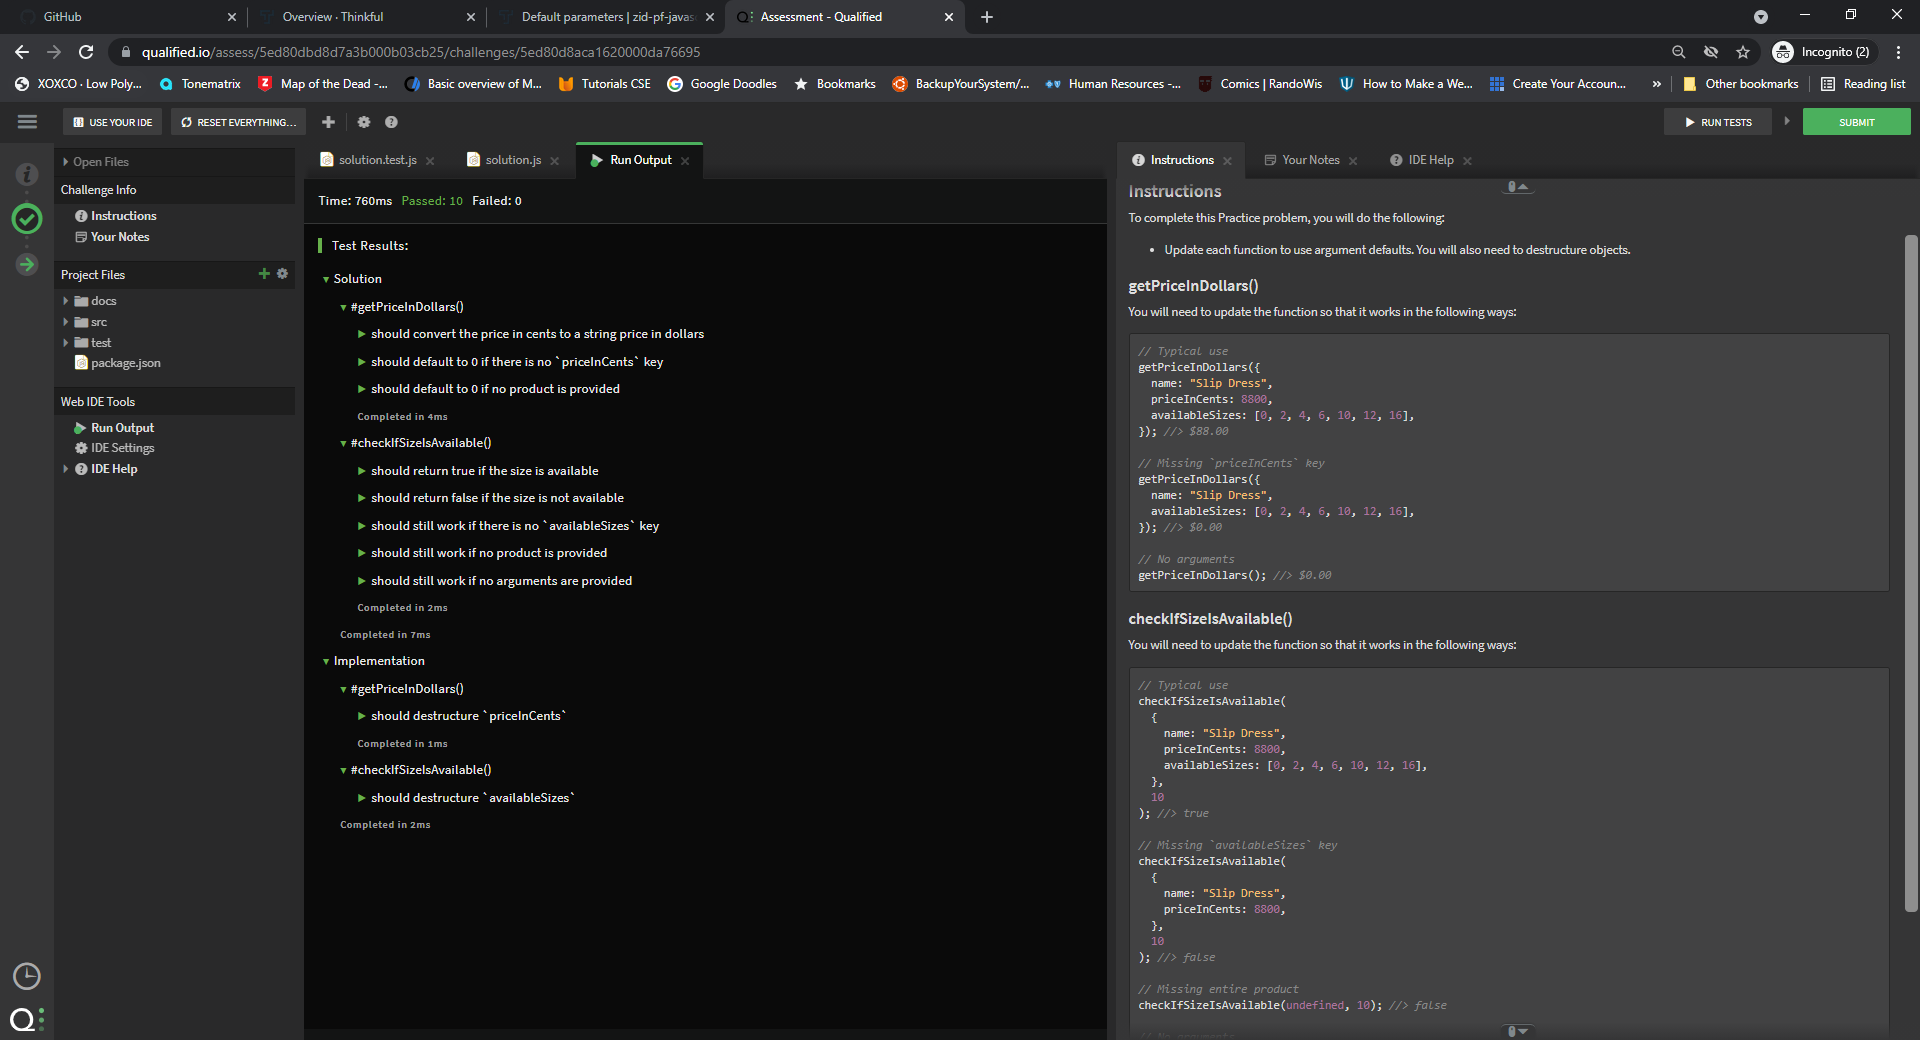 GitHub
Overview · Thinkful
Default parameters | zid-pf-javas
Assessment - Qualified
qualified.io/assess/5ed80dbd8d7a3b000b03cb25/challenges/5ed80d8aca1620000da76695
Incognito (2)
XOXCO · Low Poly...
Tonematrix
Map of the Dead -...
Basic overview of M...
Tutorials CSE
Google Doodles
Bookmarks
BackupYourSystem/...
Human Resources -...
Comics | RandoWis
How to Make a We...
Create Your Accoun...
Other bookmarks
Reading list
USE YOUR IDE
RESET EVERYTHING...
RUN TESTS
SUBMIT
Open Files
Challenge Info
Instructions
Your Notes
Project Files
docs
src
test
package.json
Web IDE Tools
Run Output
IDE Settings
IDE Help
solution.test.js
solution.js
Run Output
Time: 760ms Passed: 10 Failed: 0
Test Results:
Solution
#getPriceInDollars()
should convert the price in cents to a string price in dollars
should default to 0 if there is no `priceInCents` key
should default to 0 if no product is provided
Completed in 4ms
#checkIfSizeIsAvailable()
should return true if the size is available
should return false if the size is not available
should still work if there is no `availableSizes` key
should still work if no product is provided
should still work if no arguments are provided
Completed in 2ms
Completed in 7ms
Implementation
#getPriceInDollars()
should destructure `priceInCents`
Completed in 1ms
#checkIfSizeIsAvailable()
should destructure `availableSizes`
Completed in 2ms
Instructions
Your Notes
IDE Help
Instructions
To complete this Practice problem, you will do the following:
• Update each function to use argument defaults. You will also need to destructure objects.
getPriceInDollars()
You will need to update the function so that it works in the following ways:
// Typical use
getPriceInDollars({
name: "Slip Dress",
priceInCents: 8800,
availableSizes: [0, 2, 4, 6, 10, 12, 16],
}); //> $88.00
// Missing `priceInCents` key
getPriceInDollars({
name: "Slip Dress",
availableSizes: [0, 2, 4, 6, 10, 12, 16],
}); //> $0.00
// No arguments
getPriceInDollars(); //> $0.00
checkIfSizeIsAvailable()
You will need to update the function so that it works in the following ways:
// Typical use
checkIfSizeIsAvailable(
{
name: "Slip Dress",
priceInCents: 8800,
availableSizes: [0, 2, 4, 6, 10, 12, 16],
},
10
); //> true
// Missing `availableSizes` key
checkIfSizeIsAvailable(
{
name: "Slip Dress",
priceInCents: 8800,
},
10
); //> false
// Missing entire product
checkIfSizeIsAvailable(undefined, 10); //> false